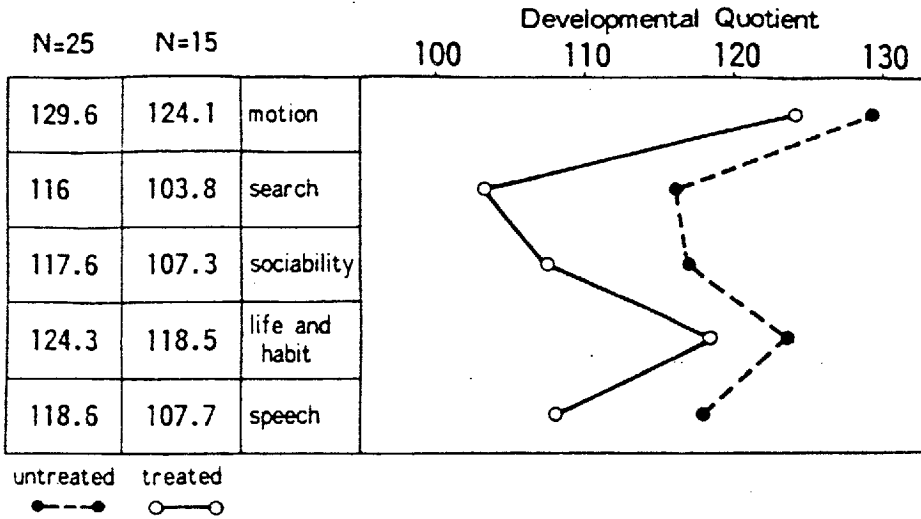 Developmental Quotient
N=25 N=15 100 110 120 130
129.6 124.1 motion
116 103.8 search
117.6 107.3 sociability
124.3 118.5 life and
habit
118.6 107.7 speech
untreated treated